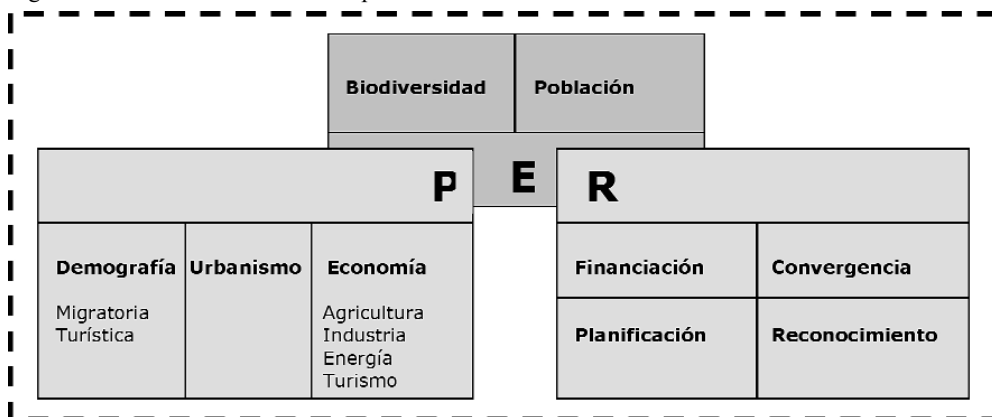 Biodiversidad Población
P E R
Demografía Urbanismo Economía
Migratoria
Turística
Agricultura
Industria
Energía
Turismo
Financiación Convergencia
Planificación Reconocimiento